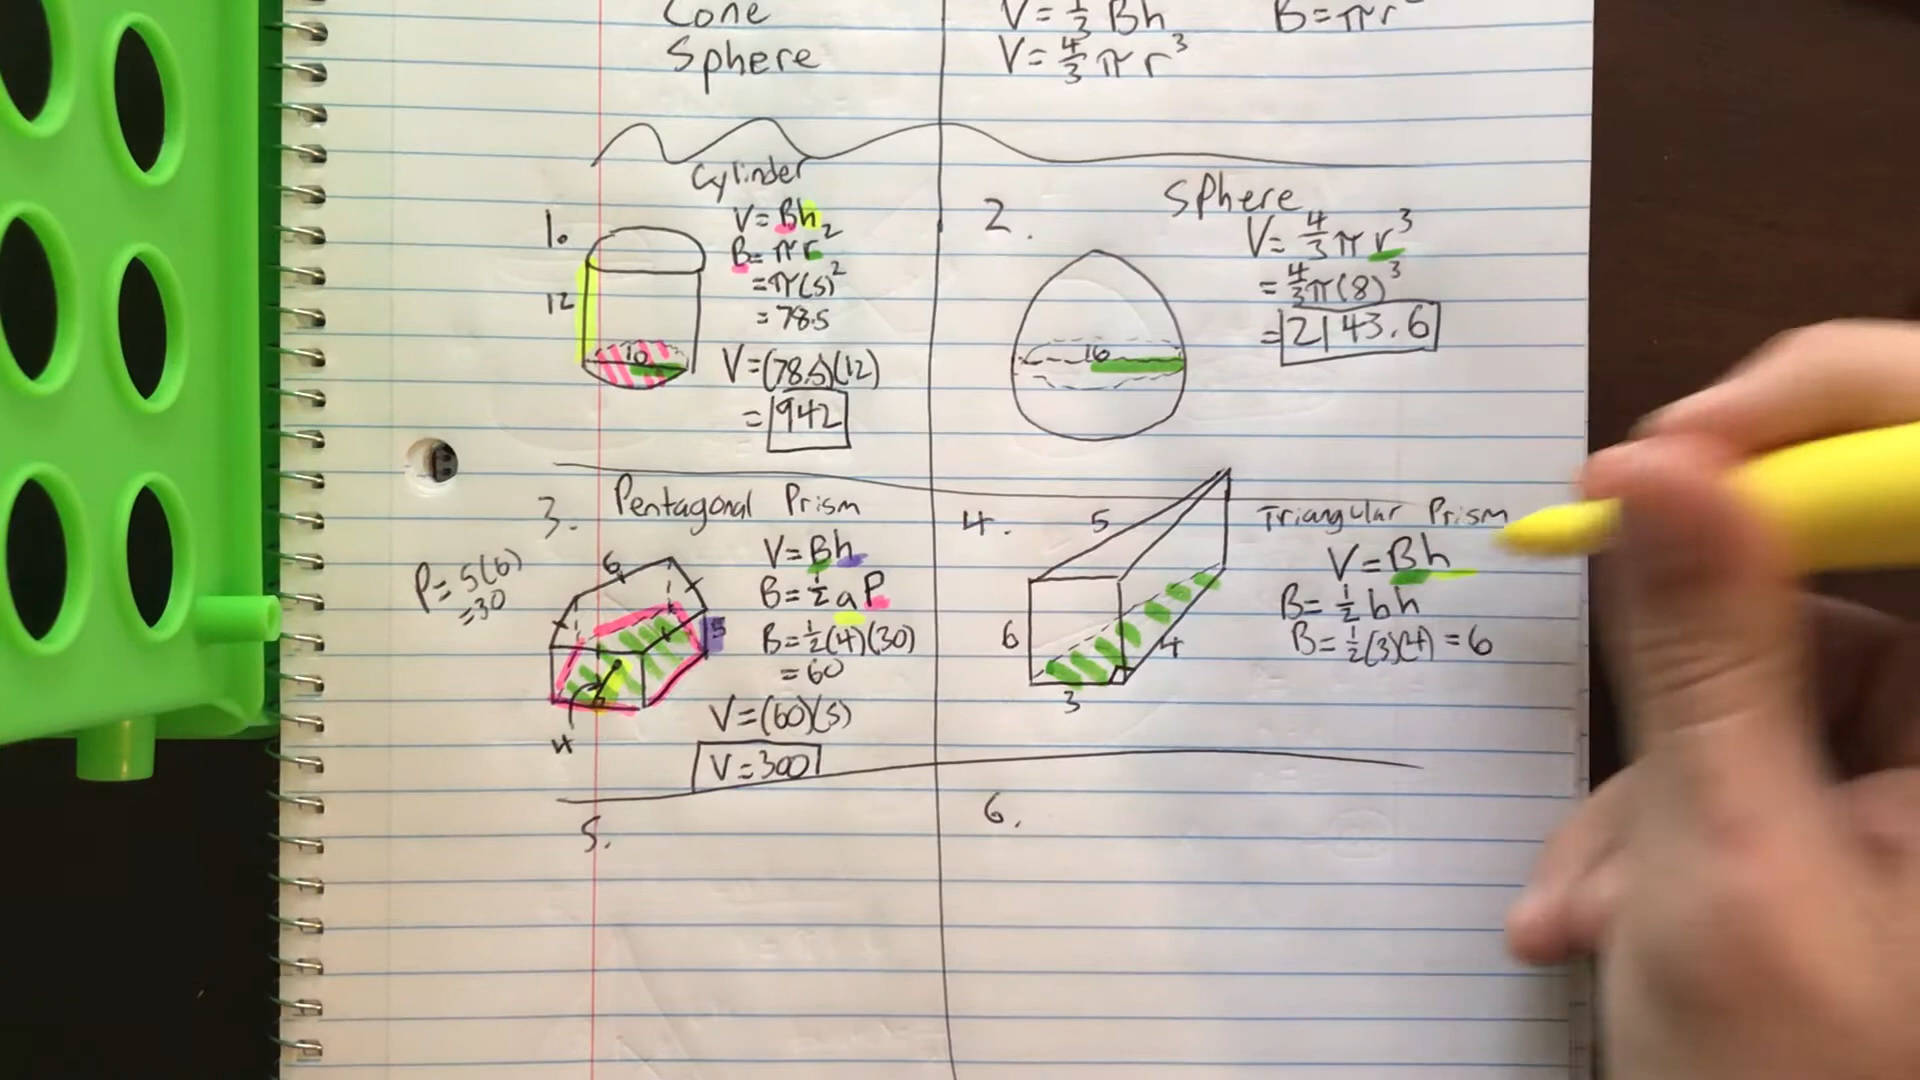 Cone V = 1/3 Bh B = πr
Sphere V = 4/3 πr³
Cylinder
1.
V = Bh
B = πr²
= π(5)²
= 78.5
12
10
V = (78.5)(12)
= 942
2.
Sphere
V = 4/3 πr³
= 4/3 π(8)³
= 2143.6
16
3. Pentagonal Prism
V = Bh
B = 1/2 aP
B = 1/2 (4)(30)
= 60
V = (60)(5)
V = 300
P = 5(6)
= 30
6
5
4
4. Triangular Prism
V = Bh
B = 1/2 bh
B = 1/2 (3)(4) = 6
5
6
4
3
5.
6.